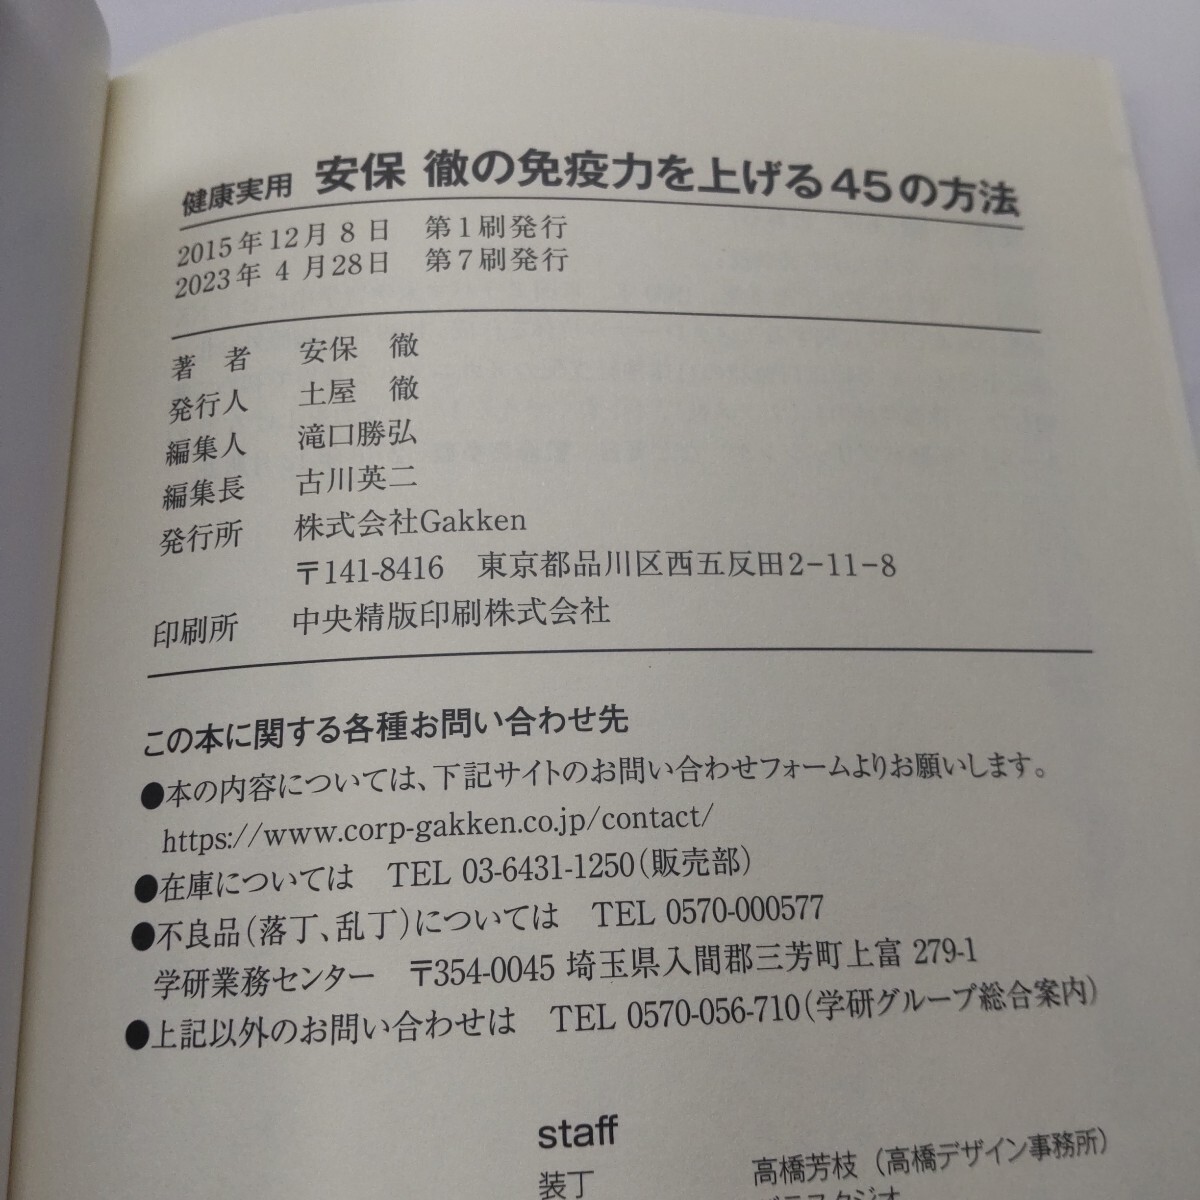 健康実用 安保 徹の免疫力を上げる45の方法
2015年12月8日 第1刷発行
2023年4月28日 第7刷発行
著者 安保 徹
発行人 土屋 徹
編集人 滝口勝弘
編集長 古川英二
発行所 株式会社Gakken
〒141-8416 東京都品川区西五反田2-11-8
印刷所 中央精版印刷株式会社
この本に関する各種お問い合わせ先
●本の内容については、下記サイトのお問い合わせフォームよりお願いします。
https://www.corp-gakken.co.jp/contact/
●在庫については TEL 03-6431-1250(販売部)
●不良品(落丁、乱丁)については TEL 0570-000577
学研業務センター 〒354-0045 埼玉県入間郡三芳町上富 279-1
●上記以外のお問い合わせは TEL 0570-056-710(学研グループ総合案内)
staff
装丁 高橋芳枝(高橋デザイン事務所)